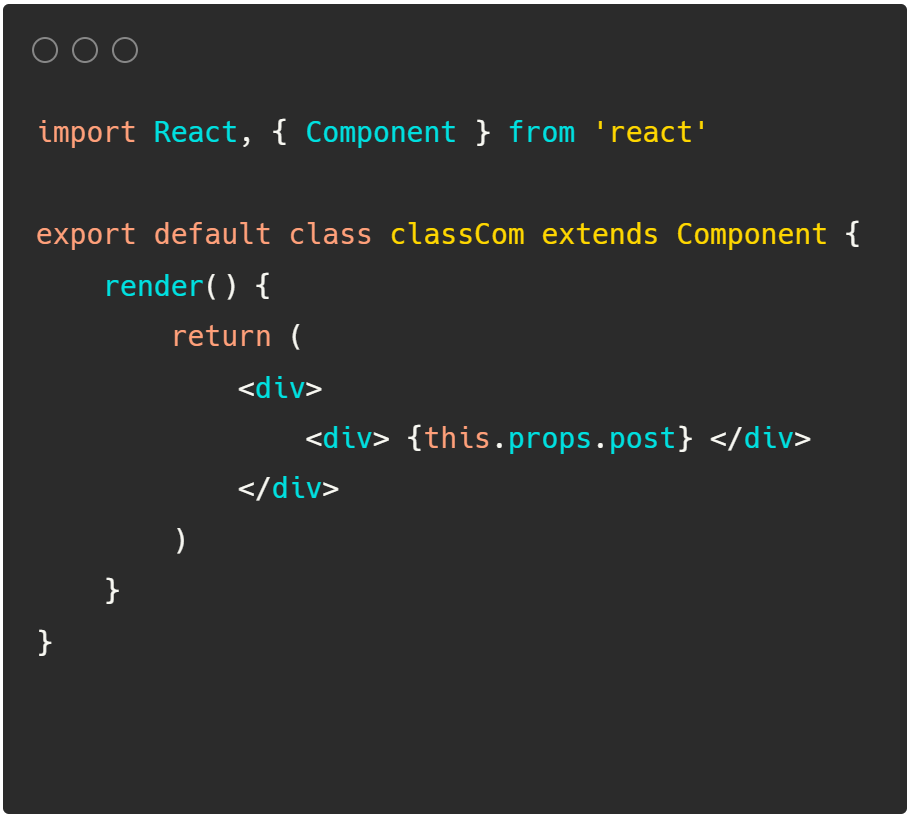 import React, { Component } from 'react'
export default class classCom extends Component {
render() {
return (
<div>
<div> {this.props.post} </div>
</div>
)
}
}